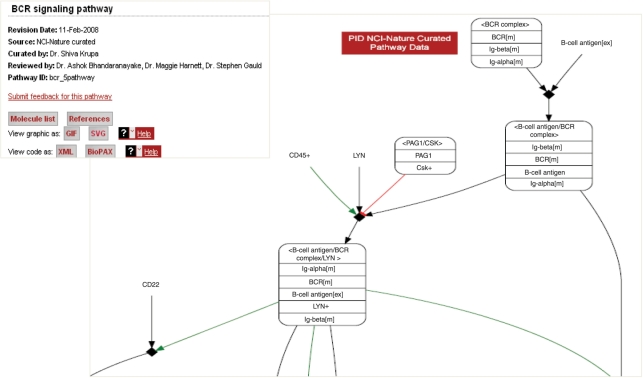 BCR signaling pathway
Revision Date: 11-Feb-2008
Source: NCI-Nature curated
Curated by: Dr. Shiva Krupa
Reviewed by: Dr. Ashok Bhandaranayake, Dr. Maggie Harnett, Dr. Stephen Gauld
Pathway ID: bcr_5pathway
Submit feedback for this pathway
Molecule list References
View graphic as: GIF SVG ? Help
View code as: XML BioPAX ? Help
PID NCI-Nature Curated
Pathway Data
<BCR complex>
BCR[m]
Ig-beta[m]
Ig-alpha[m]
B-cell antigen[ex]
<B-cell antigen/BCR
complex>
Ig-beta[m]
BCR[m]
B-cell antigen
Ig-alpha[m]
<PAG1/CSK>
PAG1
Csk+
CD45+
LYN
<B-cell antigen/BCR
complex/LYN >
Ig-alpha[m]
BCR[m]
B-cell antigen[ex]
LYN+
Ig-beta[m]
CD22